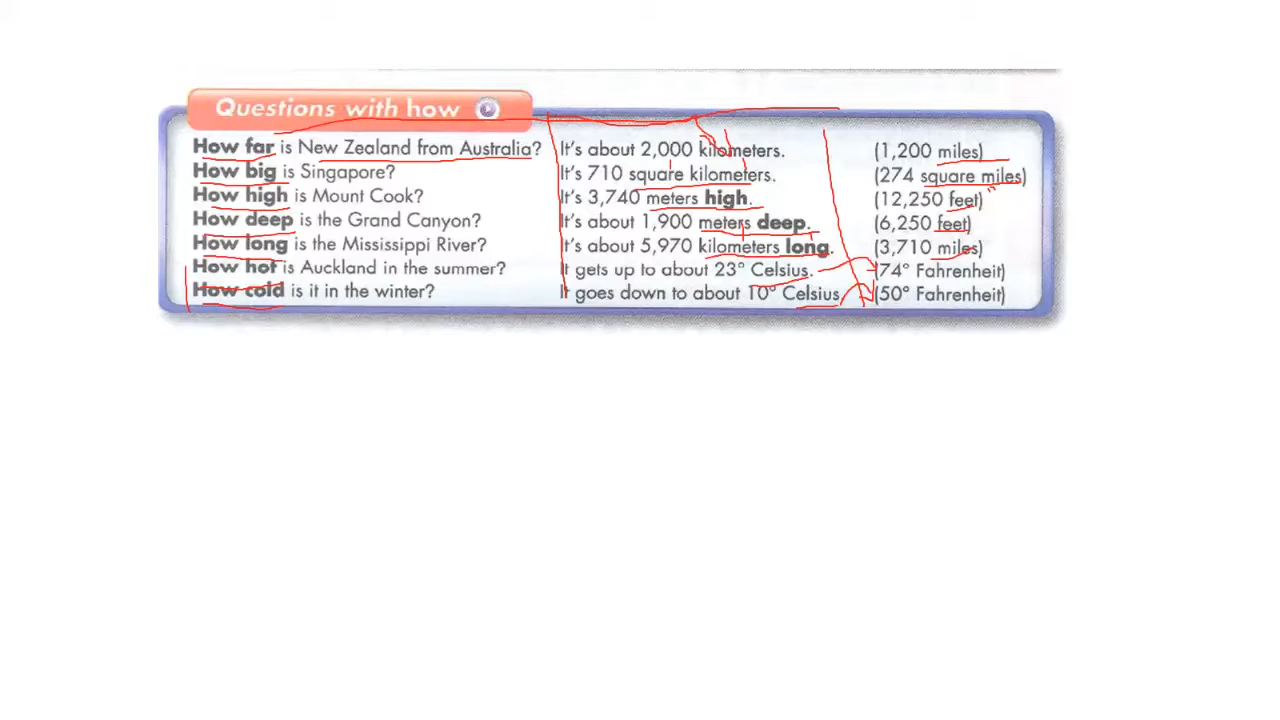 Questions with how
How far is New Zealand from Australia? It's about 2,000 kilometers. (1,200 miles)
How big is Singapore? It's 710 square kilometers. (274 square miles)
How high is Mount Cook? It's 3,740 meters high. (12,250 feet)
How deep is the Grand Canyon? It's about 1,900 meters deep. (6,250 feet)
How long is the Mississippi River? It's about 5,970 kilometers long. (3,710 miles)
How hot is Auckland in the summer? It gets up to about 23° Celsius. (74° Fahrenheit)
How cold is it in the winter? It goes down to about 10° Celsius (50° Fahrenheit)